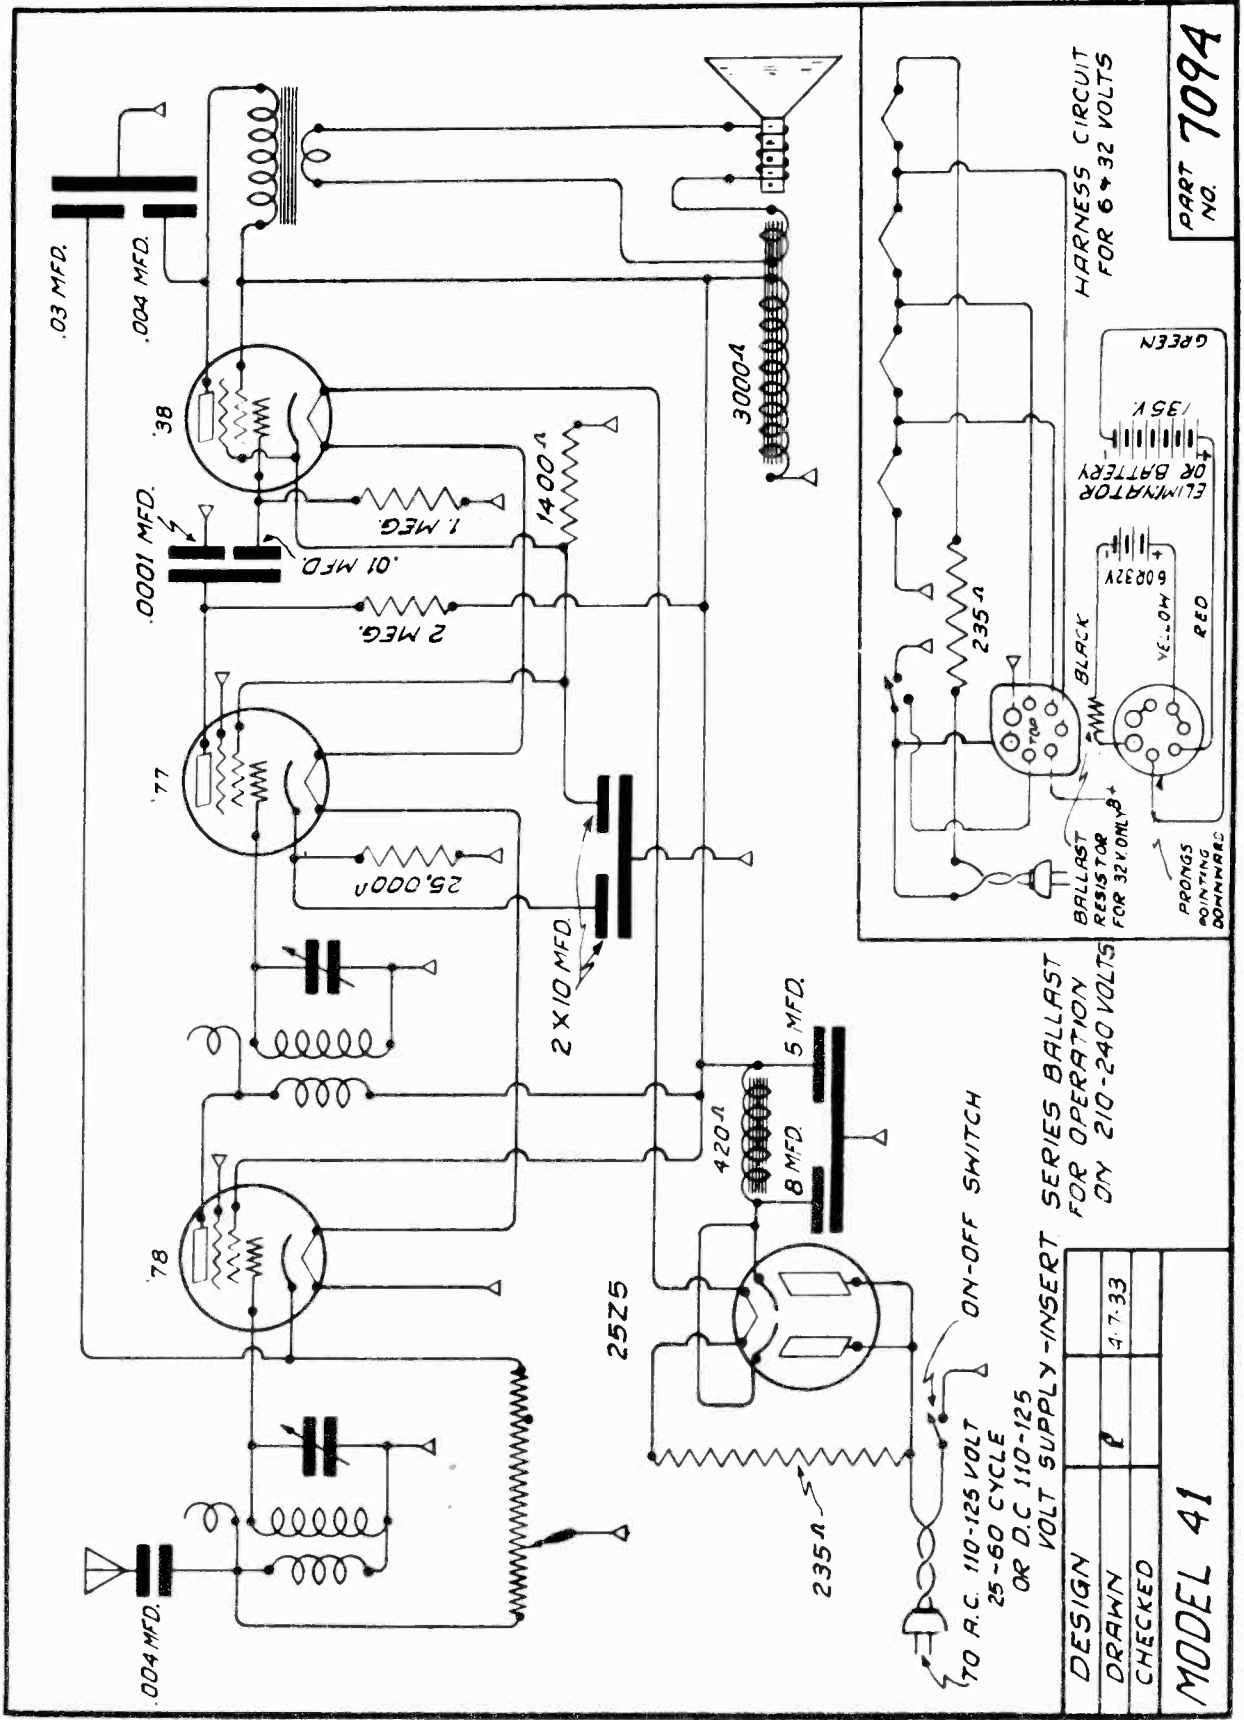 .004 MFD.
.03 MFD.
.004 MFD.
'78
'77
'38
.0001 MFD.
.01 MFD.
1. MEG.
2 MEG.
25,000Ω
1400Ω
2 X 10 MFD.
3000Ω
25Z5
420Ω
8 MFD.
5 MFD.
235Ω
ON-OFF SWITCH
TO A.C. 110-125 VOLT
25-60 CYCLE
OR D.C 110-125
VOLT SUPPLY-INSERT SERIES BALLAST
FOR OPERATION
ON 210-240 VOLTS
HARNESS CIRCUIT
FOR 6 & 32 VOLTS
235Ω
TOP
BLACK
BALLAST
RESISTOR
FOR 32V. ONLY
B+
PRONGS
POINTING
DOWNWARD
YELLOW
RED
GREEN
- 6 OR 32V +
ELIMINATOR
OR BATTERY
- 135V. +
DESIGN
DRAWN
4-7-33
CHECKED
MODEL 41
PART
NO.
7094